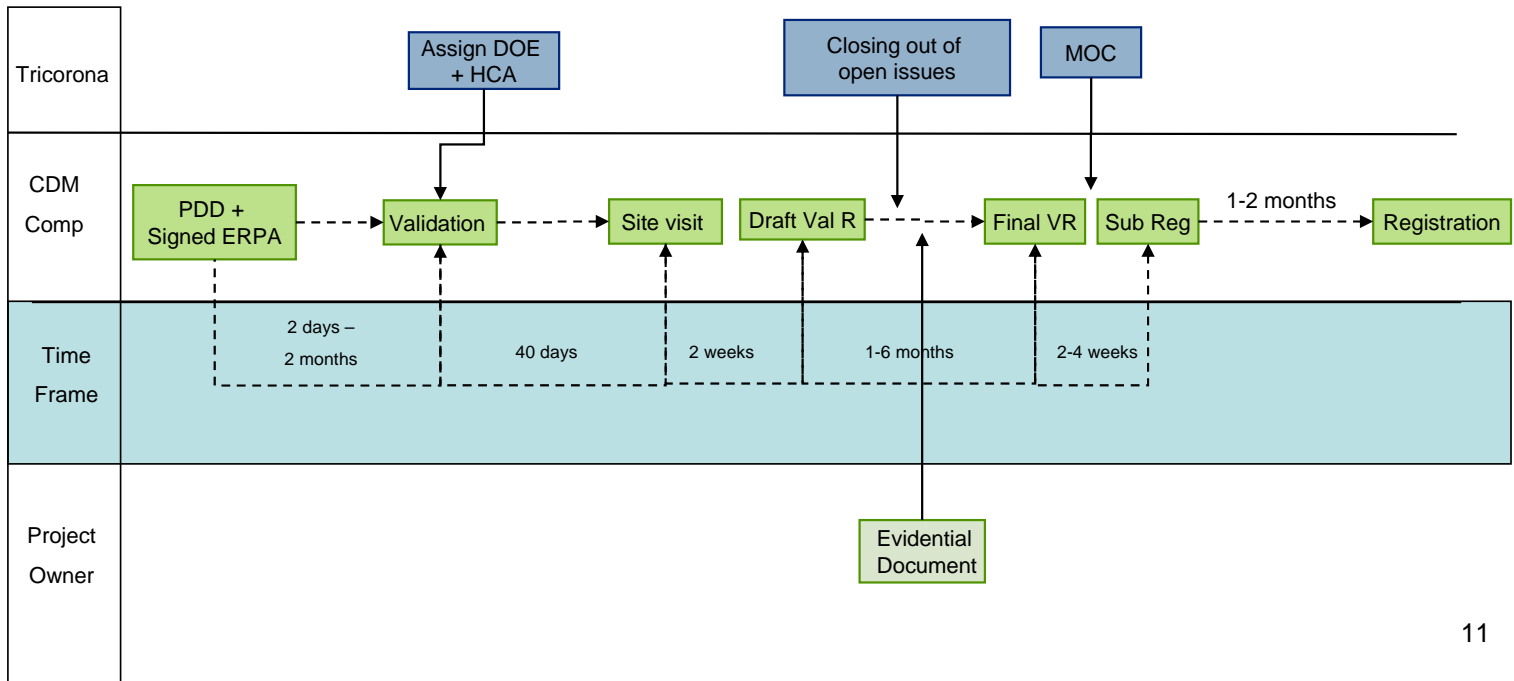 Tricorona
Assign DOE
+ HCA
Closing out of
open issues
MOC
CDM
Comp
PDD +
Signed ERPA
Validation
Site visit
Draft Val R
Final VR
Sub Reg
1-2 months
Registration
Time
Frame
2 days –
2 months
40 days
2 weeks
1-6 months
2-4 weeks
Project
Owner
Evidential
Document
11